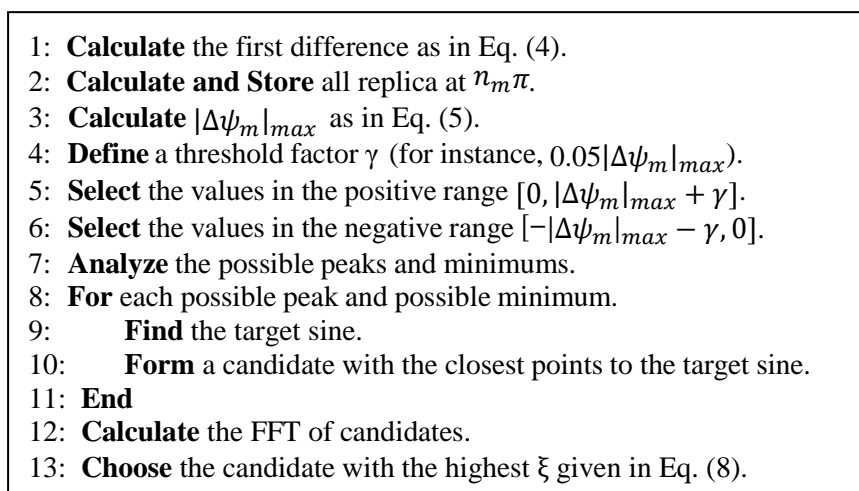 1: Calculate the first difference as in Eq. (4).
2: Calculate and Store all replica at n_mπ.
3: Calculate |Δψ_m|_max as in Eq. (5).
4: Define a threshold factor γ (for instance, 0.05|Δψ_m|_max).
5: Select the values in the positive range [0, |Δψ_m|_max + γ].
6: Select the values in the negative range [−|Δψ_m|_max − γ, 0].
7: Analyze the possible peaks and minimums.
8: For each possible peak and possible minimum.
9: Find the target sine.
10: Form a candidate with the closest points to the target sine.
11: End
12: Calculate the FFT of candidates.
13: Choose the candidate with the highest ξ given in Eq. (8).